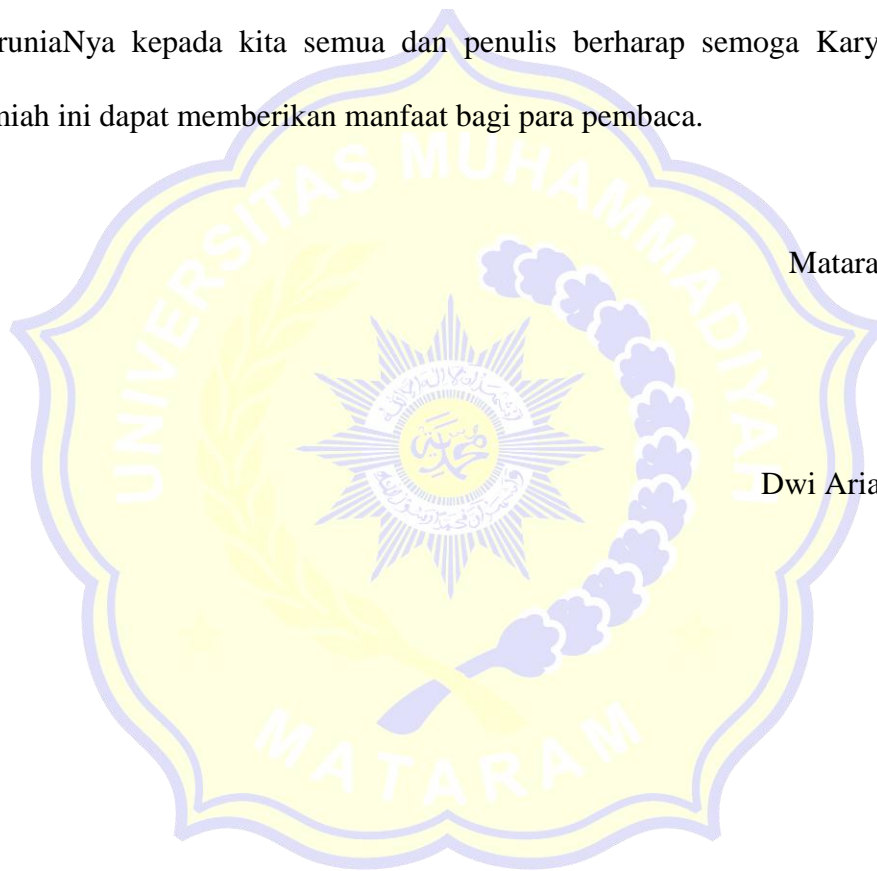 runiaNya kepada kita semua dan penulis berharap semoga Kary
niah ini dapat memberikan manfaat bagi para pembaca.
UNIVERSITAS MUHAMMADIYAH
Matara
Dwi Aria
MATARAM